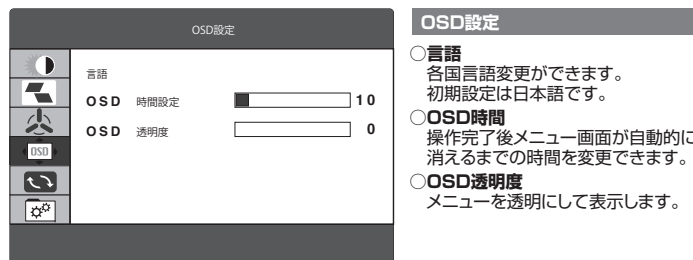 OSD設定
言語
OSD 時間設定 10
OSD 透明度 0
OSD
OSD設定
○言語
各国言語変更ができます。
初期設定は日本語です。
○OSD時間
操作完了後メニュー画面が自動的に
消えるまでの時間を変更できます。
○OSD透明度
メニューを透明にして表示します。